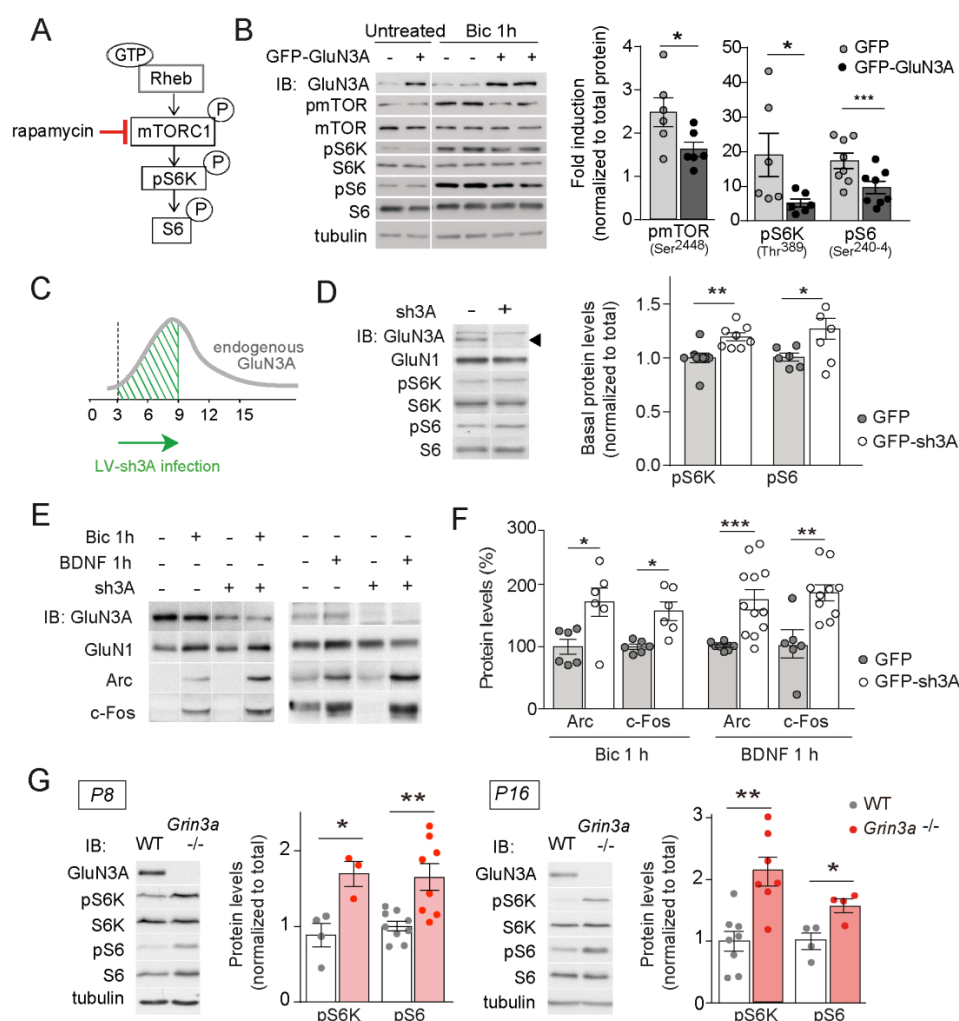 A
GTP
Rheb
P
rapamycin
mTORC1
P
pS6K
P
S6
B
Untreated Bic 1h
GFP-GluN3A - + - - + +
IB: GluN3A
pmTOR
mTOR
pS6K
S6K
pS6
S6
tubulin
Fold induction
(normalized to total protein)
4
3
2
1
0
*
pmTOR
(Ser2448)
50
40
30
20
10
0
*
***
GFP
GFP-GluN3A
pS6K
(Thr389)
pS6
(Ser240-4)
C
endogenous
GluN3A
0 3 6 9 12 15
LV-sh3A infection
D
sh3A - +
IB: GluN3A
GluN1
pS6K
S6K
pS6
S6
Basal protein levels
(normalized to total)
1.5
1.0
0.5
0.0
**
*
GFP
GFP-sh3A
pS6K pS6
E
Bic 1h - + - +
BDNF 1h - + - +
sh3A - - + + - - + +
IB: GluN3A
GluN1
Arc
c-Fos
F
Protein levels (%)
300
200
100
0
*
*
***
**
GFP
GFP-sh3A
Arc c-Fos Arc c-Fos
Bic 1 h BDNF 1h
G
P8
IB: WT Grin3a -/-
GluN3A
pS6K
S6K
pS6
S6
tubulin
Protein levels
(normalized to total)
2
1
0
*
**
pS6K pS6
P16
IB: WT Grin3a -/-
GluN3A
pS6K
S6K
pS6
S6
tubulin
Protein levels
(normalized to total)
3
2
1
0
**
*
WT
Grin3a -/-
pS6K pS6